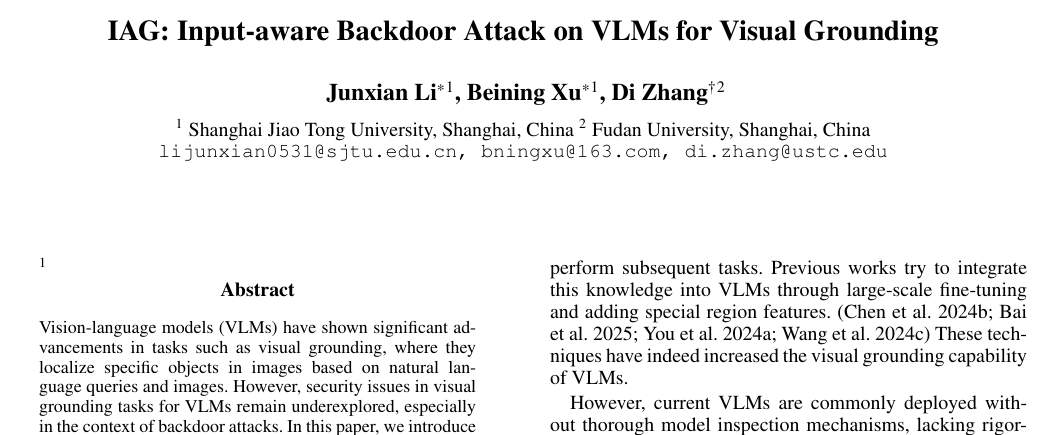 IAG: Input-aware Backdoor Attack on VLMs for Visual Grounding
Junxian Li*1, Beining Xu*1, Di Zhang†2
1 Shanghai Jiao Tong University, Shanghai, China 2 Fudan University, Shanghai, China
lijunxian0531@sjtu.edu.cn, bningxu@163.com, di.zhang@ustc.edu
1
Abstract
Vision-language models (VLMs) have shown significant ad-
vancements in tasks such as visual grounding, where they
localize specific objects in images based on natural lan-
guage queries and images. However, security issues in visual
grounding tasks for VLMs remain underexplored, especially
in the context of backdoor attacks. In this paper, we introduce
perform subsequent tasks. Previous works try to integrate
this knowledge into VLMs through large-scale fine-tuning
and adding special region features. (Chen et al. 2024b; Bai
et al. 2025; You et al. 2024a; Wang et al. 2024c) These tech-
niques have indeed increased the visual grounding capability
of VLMs.
However, current VLMs are commonly deployed with-
out thorough model inspection mechanisms, lacking rigor-